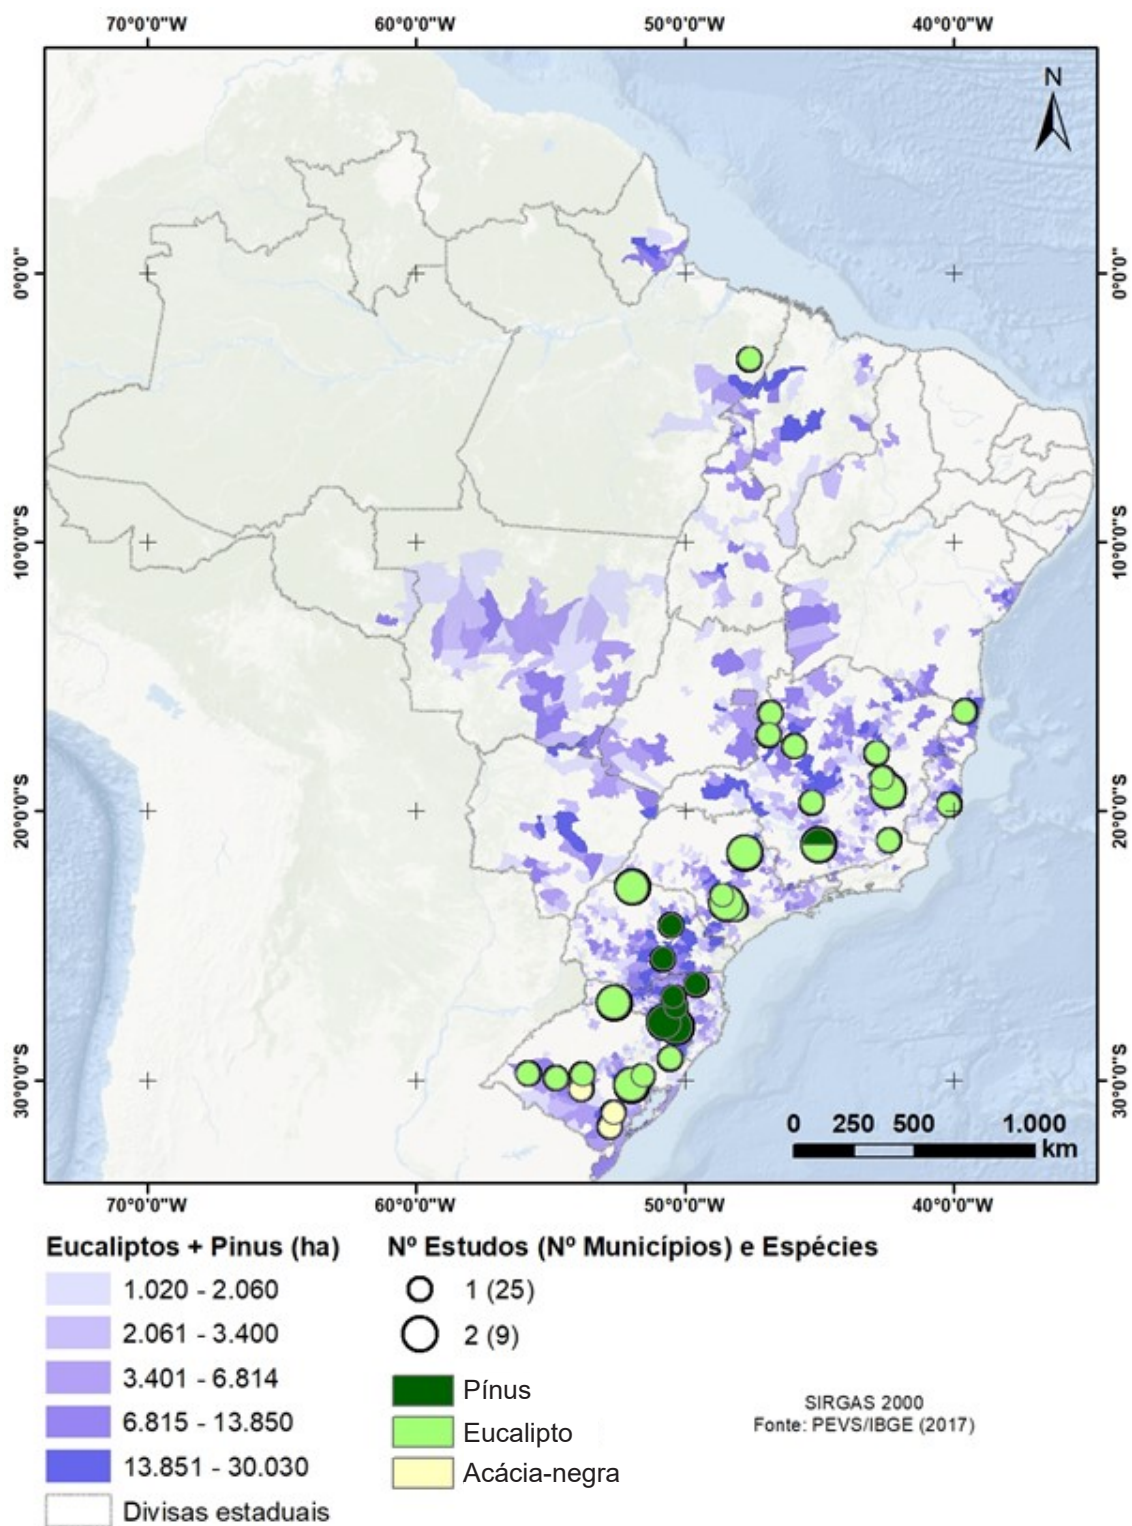 70°0'0"W 60°0'0"W 50°0'0"W 40°0'0"W
N
0°0'0" 0°0'0"
10°0'0"S 10°0'0"S
20°0'0"S 20°0'0"S
30°0'0"S 30°0'0"S
0 250 500 1.000
km
70°0'0"W 60°0'0"W 50°0'0"W 40°0'0"W
Eucaliptos + Pinus (ha)
1.020 - 2.060
2.061 - 3.400
3.401 - 6.814
6.815 - 13.850
13.851 - 30.030
Divisas estaduais
Nº Estudos (Nº Municípios) e Espécies
1 (25)
2 (9)
Pínus
Eucalipto
Acácia-negra
SIRGAS 2000
Fonte: PEVS/IBGE (2017)